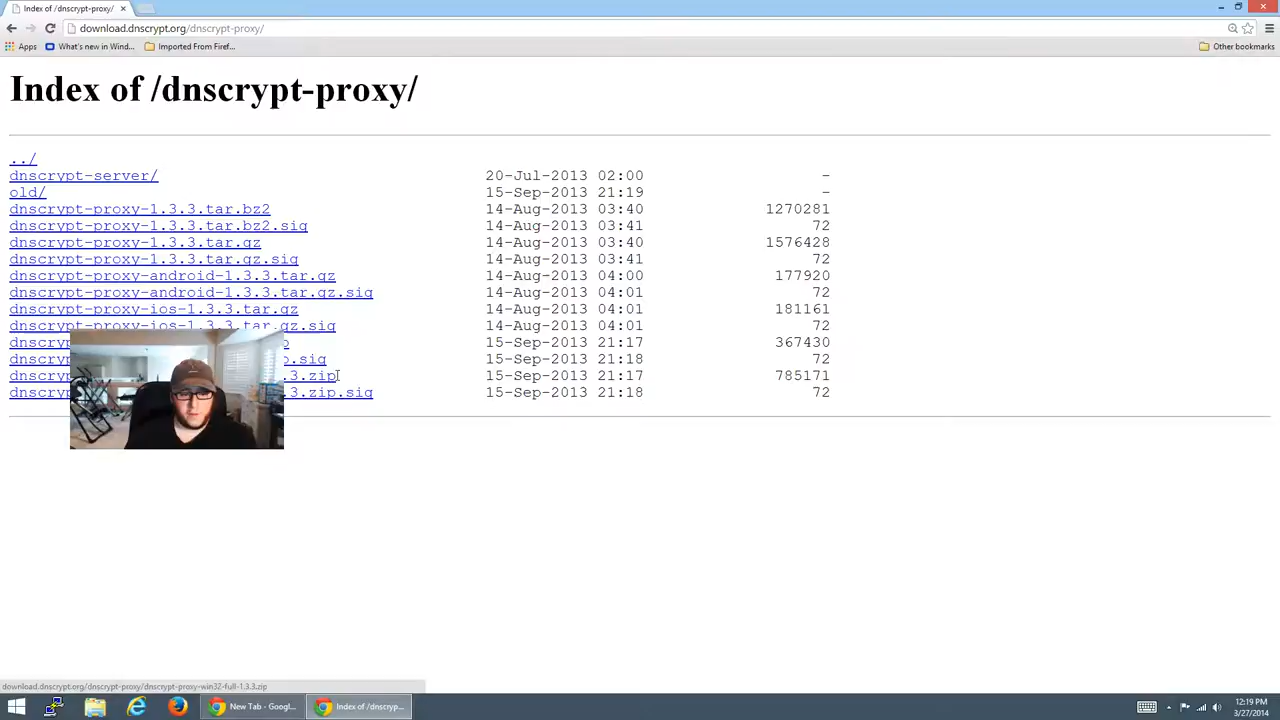 Index of /dnscrypt-proxy/
download.dnscrypt.org/dnscrypt-proxy/
Apps What's new in Wind... Imported From Firef... Other bookmarks
Index of /dnscrypt-proxy/
../
dnscrypt-server/ 20-Jul-2013 02:00 -
old/ 15-Sep-2013 21:19 -
dnscrypt-proxy-1.3.3.tar.bz2 14-Aug-2013 03:40 1270281
dnscrypt-proxy-1.3.3.tar.bz2.sig 14-Aug-2013 03:41 72
dnscrypt-proxy-1.3.3.tar.gz 14-Aug-2013 03:40 1576428
dnscrypt-proxy-1.3.3.tar.gz.sig 14-Aug-2013 03:41 72
dnscrypt-proxy-android-1.3.3.tar.gz 14-Aug-2013 04:00 177920
dnscrypt-proxy-android-1.3.3.tar.gz.sig 14-Aug-2013 04:01 72
dnscrypt-proxy-ios-1.3.3.tar.gz 14-Aug-2013 04:01 181161
dnscrypt-proxy-ios-1.3.3.tar.gz.sig 14-Aug-2013 04:01 72
dnscryp 15-Sep-2013 21:17 367430
dnscryp .sig 15-Sep-2013 21:18 72
dnscryp .3.zip 15-Sep-2013 21:17 785171
dnscryp .3.zip.sig 15-Sep-2013 21:18 72
download.dnscrypt.org/dnscrypt-proxy/dnscrypt-proxy-win32-full-1.3.3.zip
New Tab - Googl... Index of /dnscryp... 12:19 PM
3/27/2014